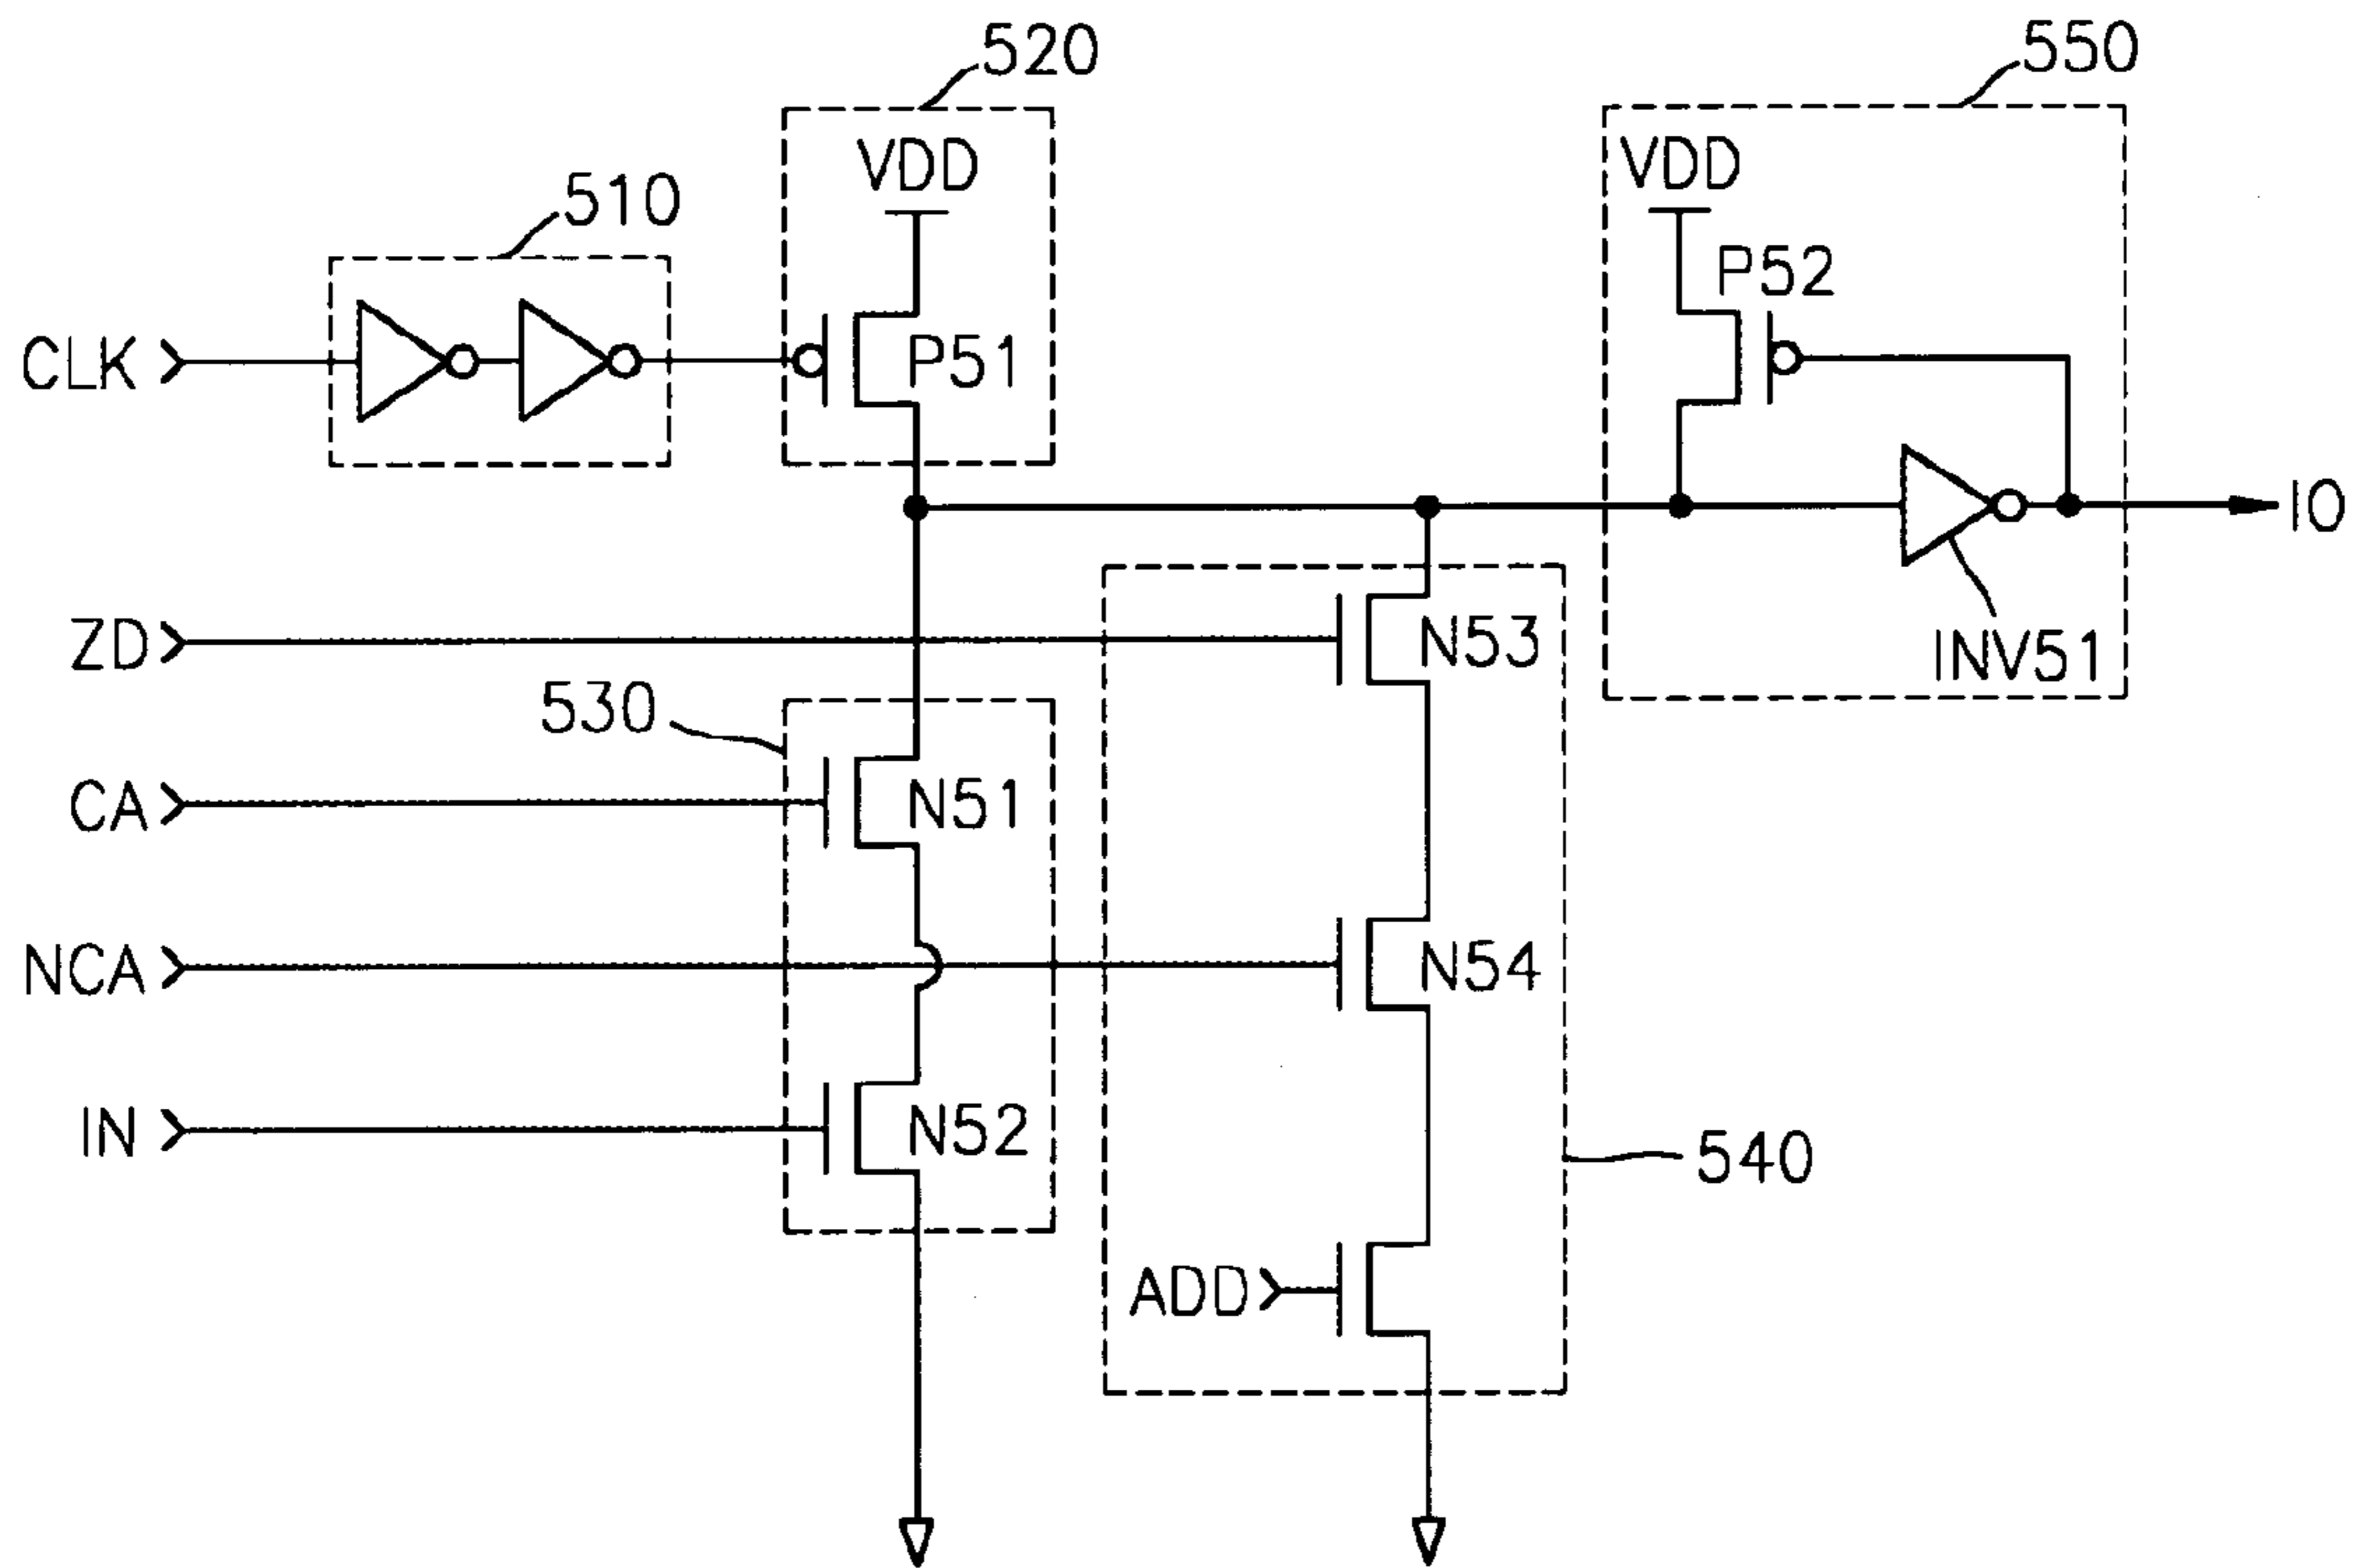 520
550
VDD
VDD
510
P52
CLK
P51
IO
ZD
N53
INV51
530
CA
N51
NCA
N54
IN
N52
540
ADD